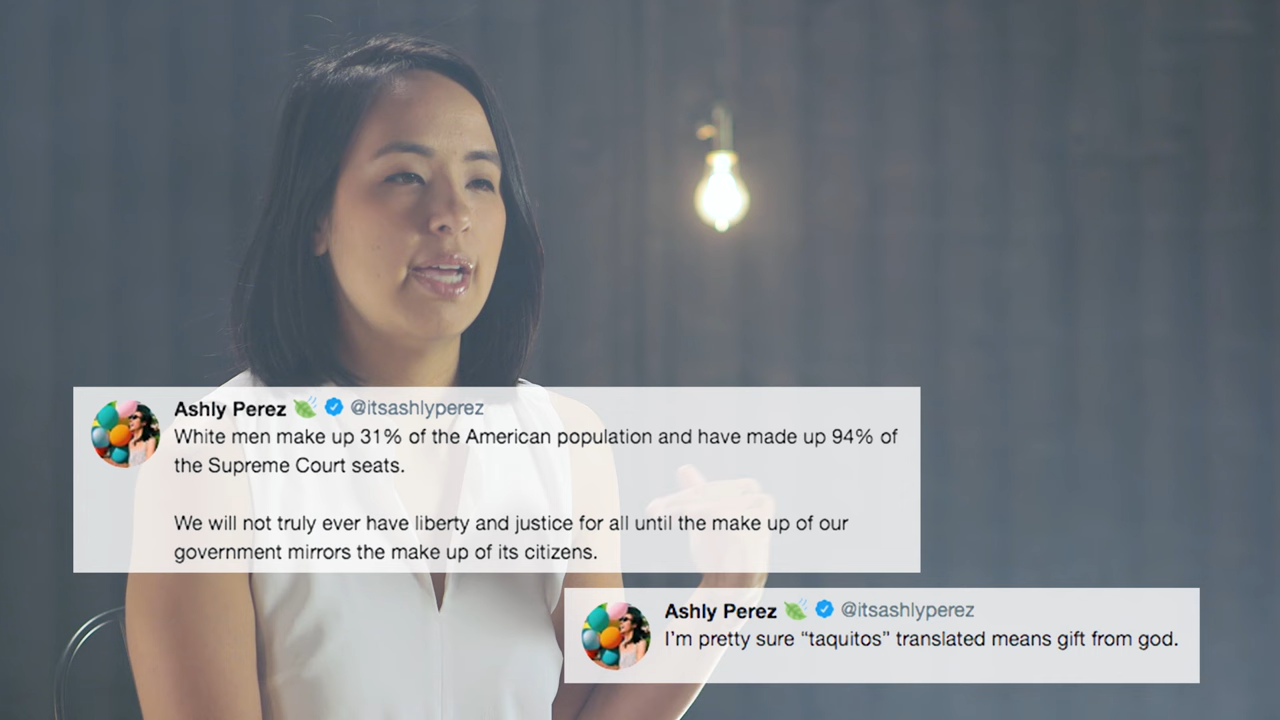 Ashly Perez 🍃 @itsashlyperez
White men make up 31% of the American population and have made up 94% of
the Supreme Court seats.
We will not truly ever have liberty and justice for all until the make up of our
government mirrors the make up of its citizens.
Ashly Perez 🍃 @itsashlyperez
I'm pretty sure “taquitos” translated means gift from god.